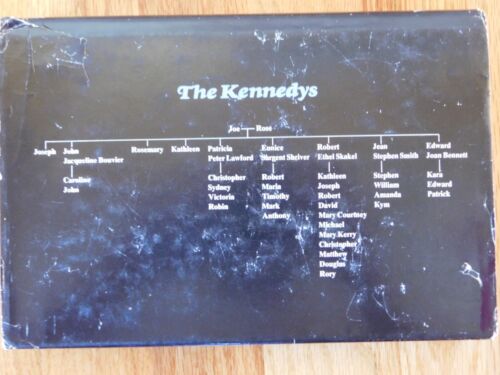 The Kennedys
Joe Rose
Joseph John Rosemary Kathleen Patricia Eunice Robert Jean Edward
Jacqueline Bouvier Peter Lawford Sargent Shriver Ethel Skakel Stephen Smith Joan Bennett
Caroline Christopher Robert Kathleen Stephen Kara
John Sydney Maria Joseph William Edward
Victoria Timothy Robert Amanda Patrick
Robin Mark David Kym
Anthony Mary Courtney
Michael
Mary Kerry
Christopher
Matthew
Douglas
Rory